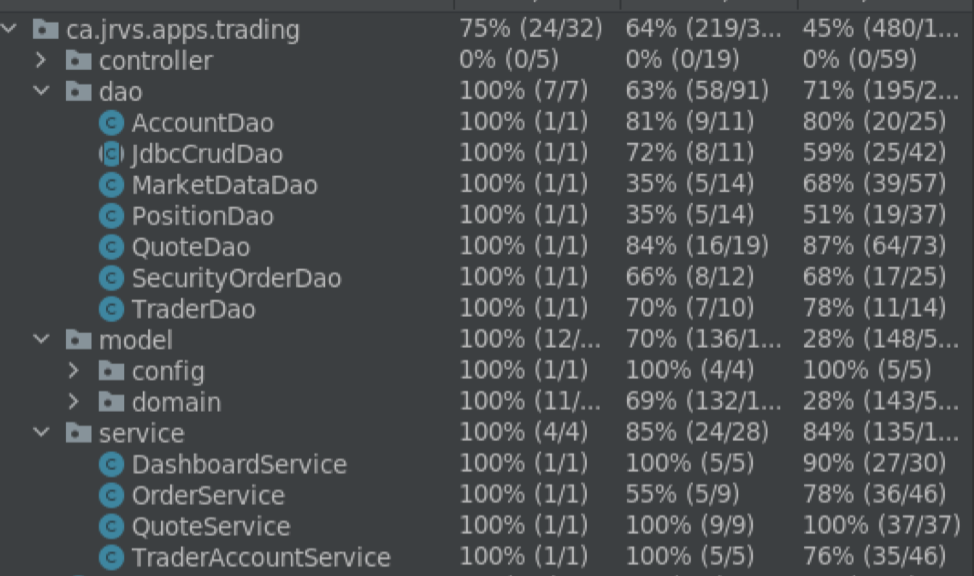 ca.jrvs.apps.trading 75% (24/32) 64% (219/3... 45% (480/1...
controller 0% (0/5) 0% (0/19) 0% (0/59)
dao 100% (7/7) 63% (58/91) 71% (195/2...
AccountDao 100% (1/1) 81% (9/11) 80% (20/25)
JdbcCrudDao 100% (1/1) 72% (8/11) 59% (25/42)
MarketDataDao 100% (1/1) 35% (5/14) 68% (39/57)
PositionDao 100% (1/1) 35% (5/14) 51% (19/37)
QuoteDao 100% (1/1) 84% (16/19) 87% (64/73)
SecurityOrderDao 100% (1/1) 66% (8/12) 68% (17/25)
TraderDao 100% (1/1) 70% (7/10) 78% (11/14)
model 100% (12/... 70% (136/1... 28% (148/5...
config 100% (1/1) 100% (4/4) 100% (5/5)
domain 100% (11/... 69% (132/1... 28% (143/5...
service 100% (4/4) 85% (24/28) 84% (135/1...
DashboardService 100% (1/1) 100% (5/5) 90% (27/30)
OrderService 100% (1/1) 55% (5/9) 78% (36/46)
QuoteService 100% (1/1) 100% (9/9) 100% (37/37)
TraderAccountService 100% (1/1) 100% (5/5) 76% (35/46)